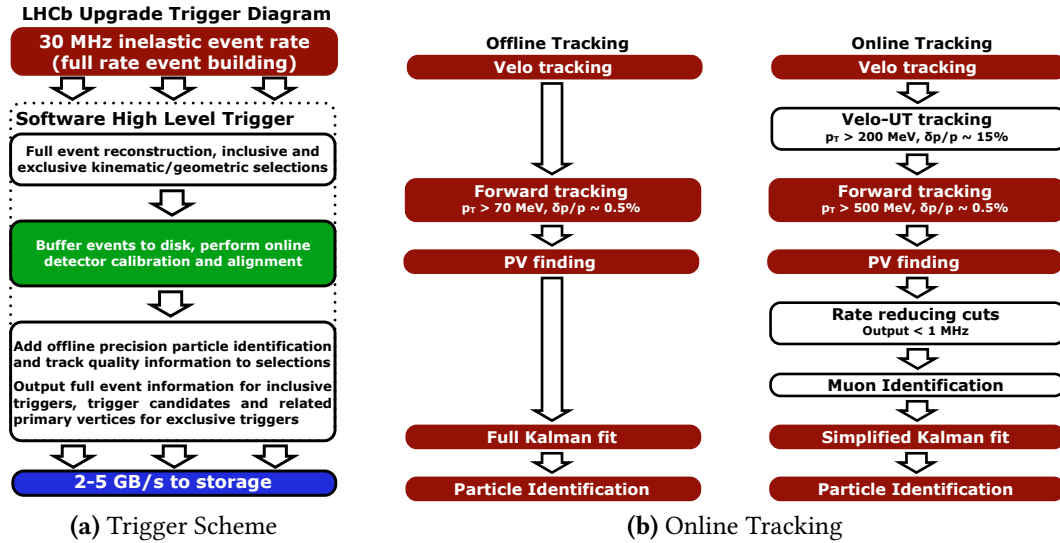 LHCb Upgrade Trigger Diagram
30 MHz inelastic event rate
(full rate event building)
Software High Level Trigger
Full event reconstruction, inclusive and
exclusive kinematic/geometric selections
Buffer events to disk, perform online
detector calibration and alignment
Add offline precision particle identification
and track quality information to selections
Output full event information for inclusive
triggers, trigger candidates and related
primary vertices for exclusive triggers
2-5 GB/s to storage
(a) Trigger Scheme
Offline Tracking
Velo tracking
Forward tracking
pT > 70 MeV, δp/p ~ 0.5%
PV finding
Full Kalman fit
Particle Identification
Online Tracking
Velo tracking
Velo-UT tracking
pT > 200 MeV, δp/p ~ 15%
Forward tracking
pT > 500 MeV, δp/p ~ 0.5%
PV finding
Rate reducing cuts
Output < 1 MHz
Muon Identification
Simplified Kalman fit
Particle Identification
(b) Online Tracking